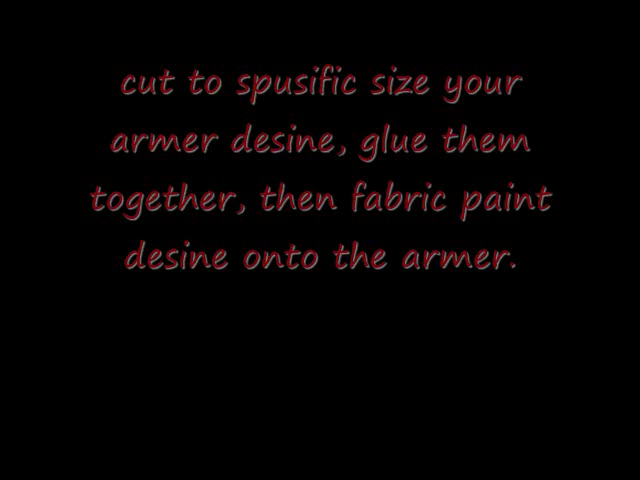 cut to spusific size your
armer desine, glue them
together, then fabric paint
desine onto the armer.